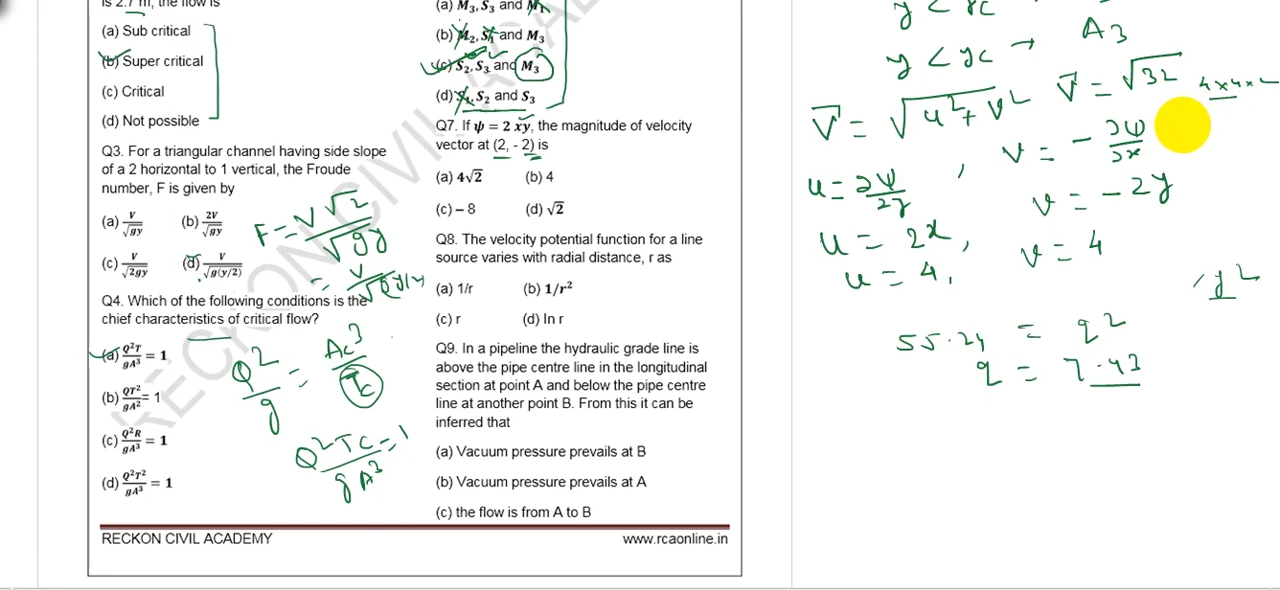 is 2.7 m, the flow is
(a) Sub critical
(b) Super critical
(c) Critical
(d) Not possible
Q3. For a triangular channel having side slope
of a 2 horizontal to 1 vertical, the Froude
number, F is given by
(a) V/√gy (b) 2V/√gy
(c) V/√2gy (d) V/√g(y/2)
F = V√2/√gy
Q4. Which of the following conditions is the
chief characteristics of critical flow?
(a) Q²T/gA³ = 1
(b) QT²/gA² = 1
(c) Q²R/gA³ = 1
(d) Q²T²/gA³ = 1
Q²/g = Ac³/Tc
Q²Tc/gA³ = 1
(a) M₃, S₃ and M₁
(b) M₂, S₁ and M₃
(c) S₂, S₃ and M₃
(d) S₁, S₂ and S₃
Q7. If ψ = 2 xy, the magnitude of velocity
vector at (2, - 2) is
(a) 4√2 (b) 4
(c) – 8 (d) √2
Q8. The velocity potential function for a line
source varies with radial distance, r as
(a) 1/r (b) 1/r²
(c) r (d) ln r
Q9. In a pipeline the hydraulic grade line is
above the pipe centre line in the longitudinal
section at point A and below the pipe centre
line at another point B. From this it can be
inferred that
(a) Vacuum pressure prevails at B
(b) Vacuum pressure prevails at A
(c) the flow is from A to B
RECKON CIVIL ACADEMY www.rcaonline.in
RECKON CIVIL ACADEMY
y < yc
y < yc → A3
V = √u² + v² V = √32 4×4×2
u = ∂ψ/∂y , v = - ∂ψ/∂x
v = - 2y
u = 2x, v = 4
u = 4,
y²
55.24 = q²
q = 7.43